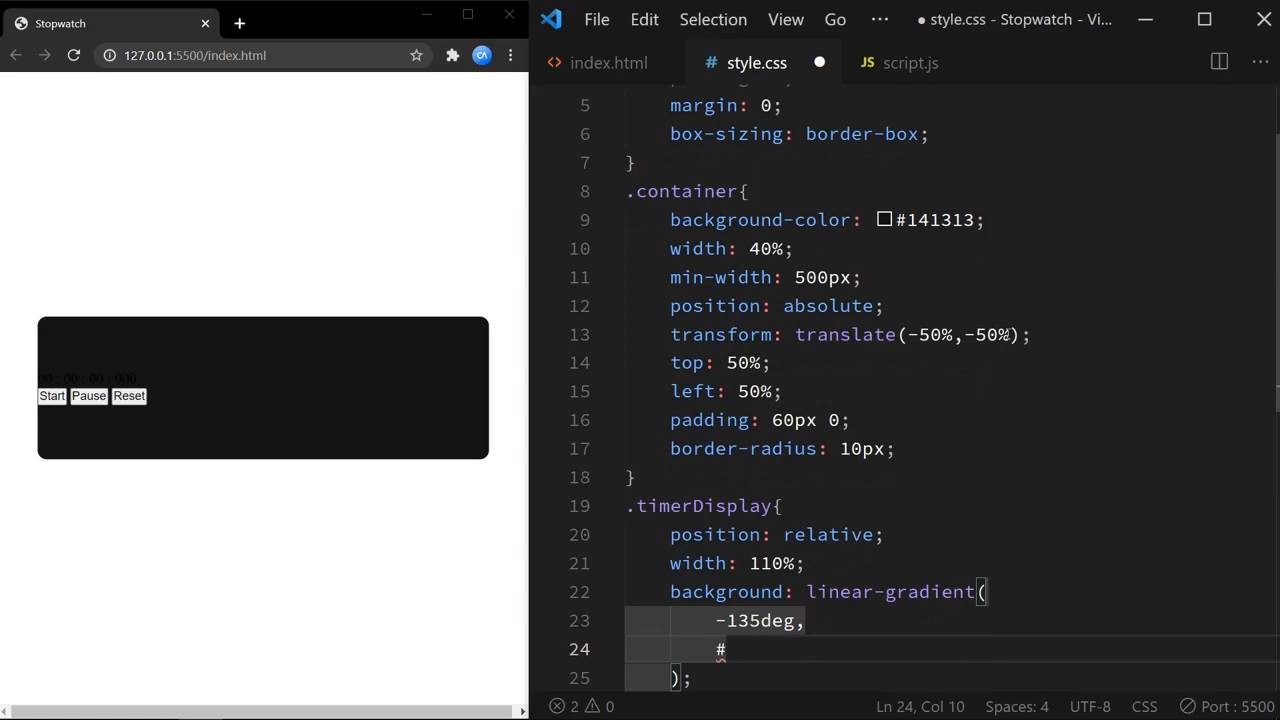 Stopwatch
127.0.0.1:5500/index.html
CA
00 : 00 : 00 : 000
Start Pause Reset
File Edit Selection View Go ··· ● style.css - Stopwatch - Vi...
<> index.html # style.css ● JS script.js
5 margin: 0;
6 box-sizing: border-box;
7 }
8 .container{
9 background-color: #141313;
10 width: 40%;
11 min-width: 500px;
12 position: absolute;
13 transform: translate(-50%,-50%);
14 top: 50%;
15 left: 50%;
16 padding: 60px 0;
17 border-radius: 10px;
18 }
19 .timerDisplay{
20 position: relative;
21 width: 110%;
22 background: linear-gradient(
23 -135deg,
24 #
25 );
2 0 Ln 24, Col 10 Spaces: 4 UTF-8 CSS Port : 5500